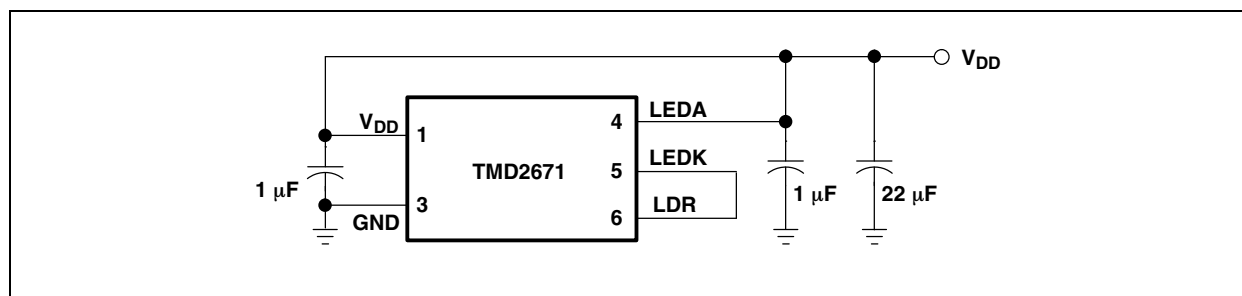 V_DD
V_DD 1 4 LEDA
TMD2671 5 LEDK
1 μF 1 μF 22 μF
GND 3 6 LDR